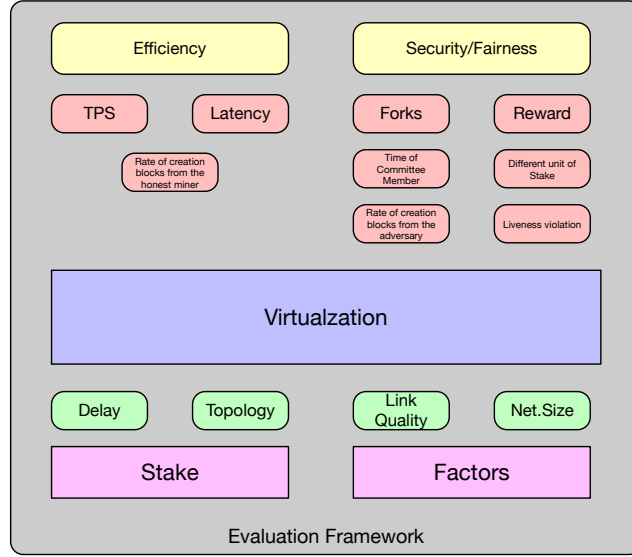 Efficiency
Security/Fairness
TPS
Latency
Forks
Reward
Rate of creation
blocks from the
honest miner
Time of
Committee
Member
Different unit of
Stake
Rate of creation
blocks from the
adversary
Liveness violation
Virtualzation
Delay
Topology
Link
Quality
Net.Size
Stake
Factors
Evaluation Framework